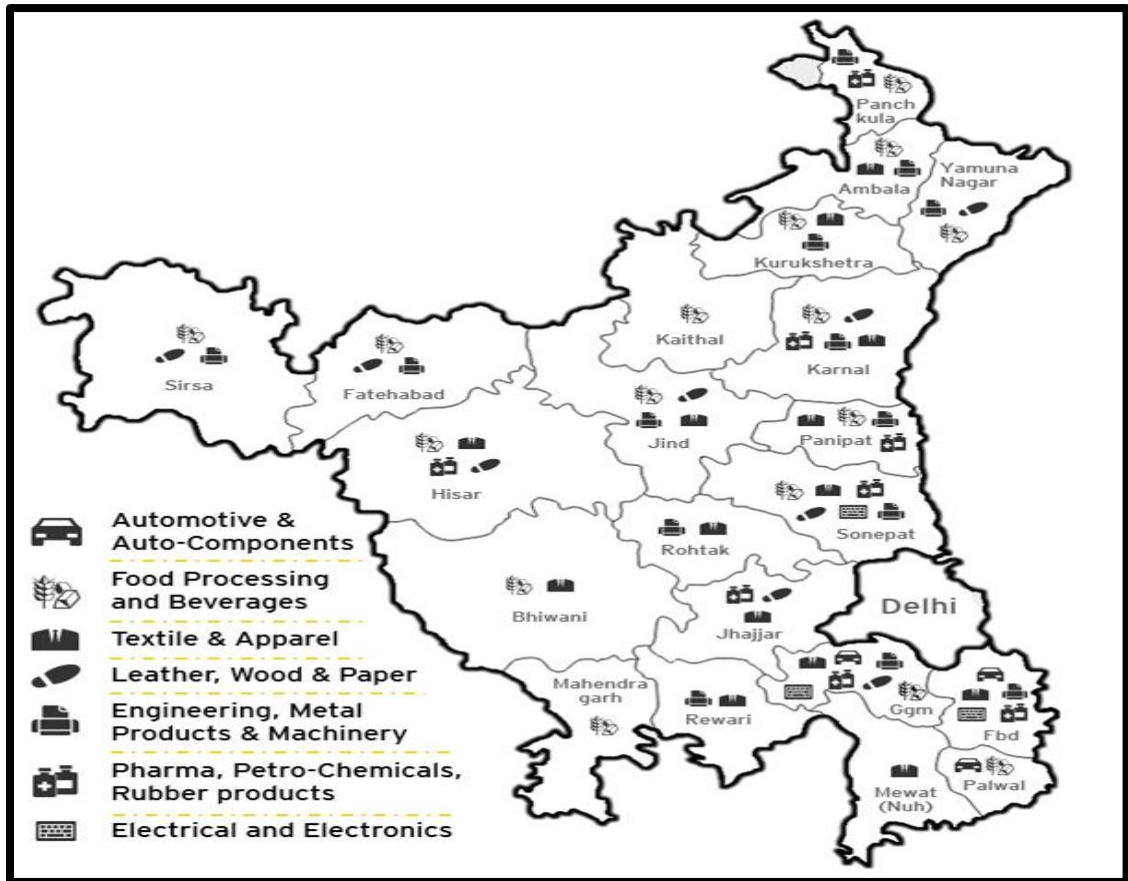 Panch
kula
Ambala
Yamuna
Nagar
Kurukshetra
Kaithal
Karnal
Sirsa
Fatehabad
Jind
Panipat
Hisar
Sonepat
Rohtak
Bhiwani
Jhajjar
Delhi
Mahendra
garh
Rewari
Ggm
Fbd
Palwal
Mewat
(Nuh)
Automotive &
Auto-Components
Food Processing
and Beverages
Textile & Apparel
Leather, Wood & Paper
Engineering, Metal
Products & Machinery
Pharma, Petro-Chemicals,
Rubber products
Electrical and Electronics